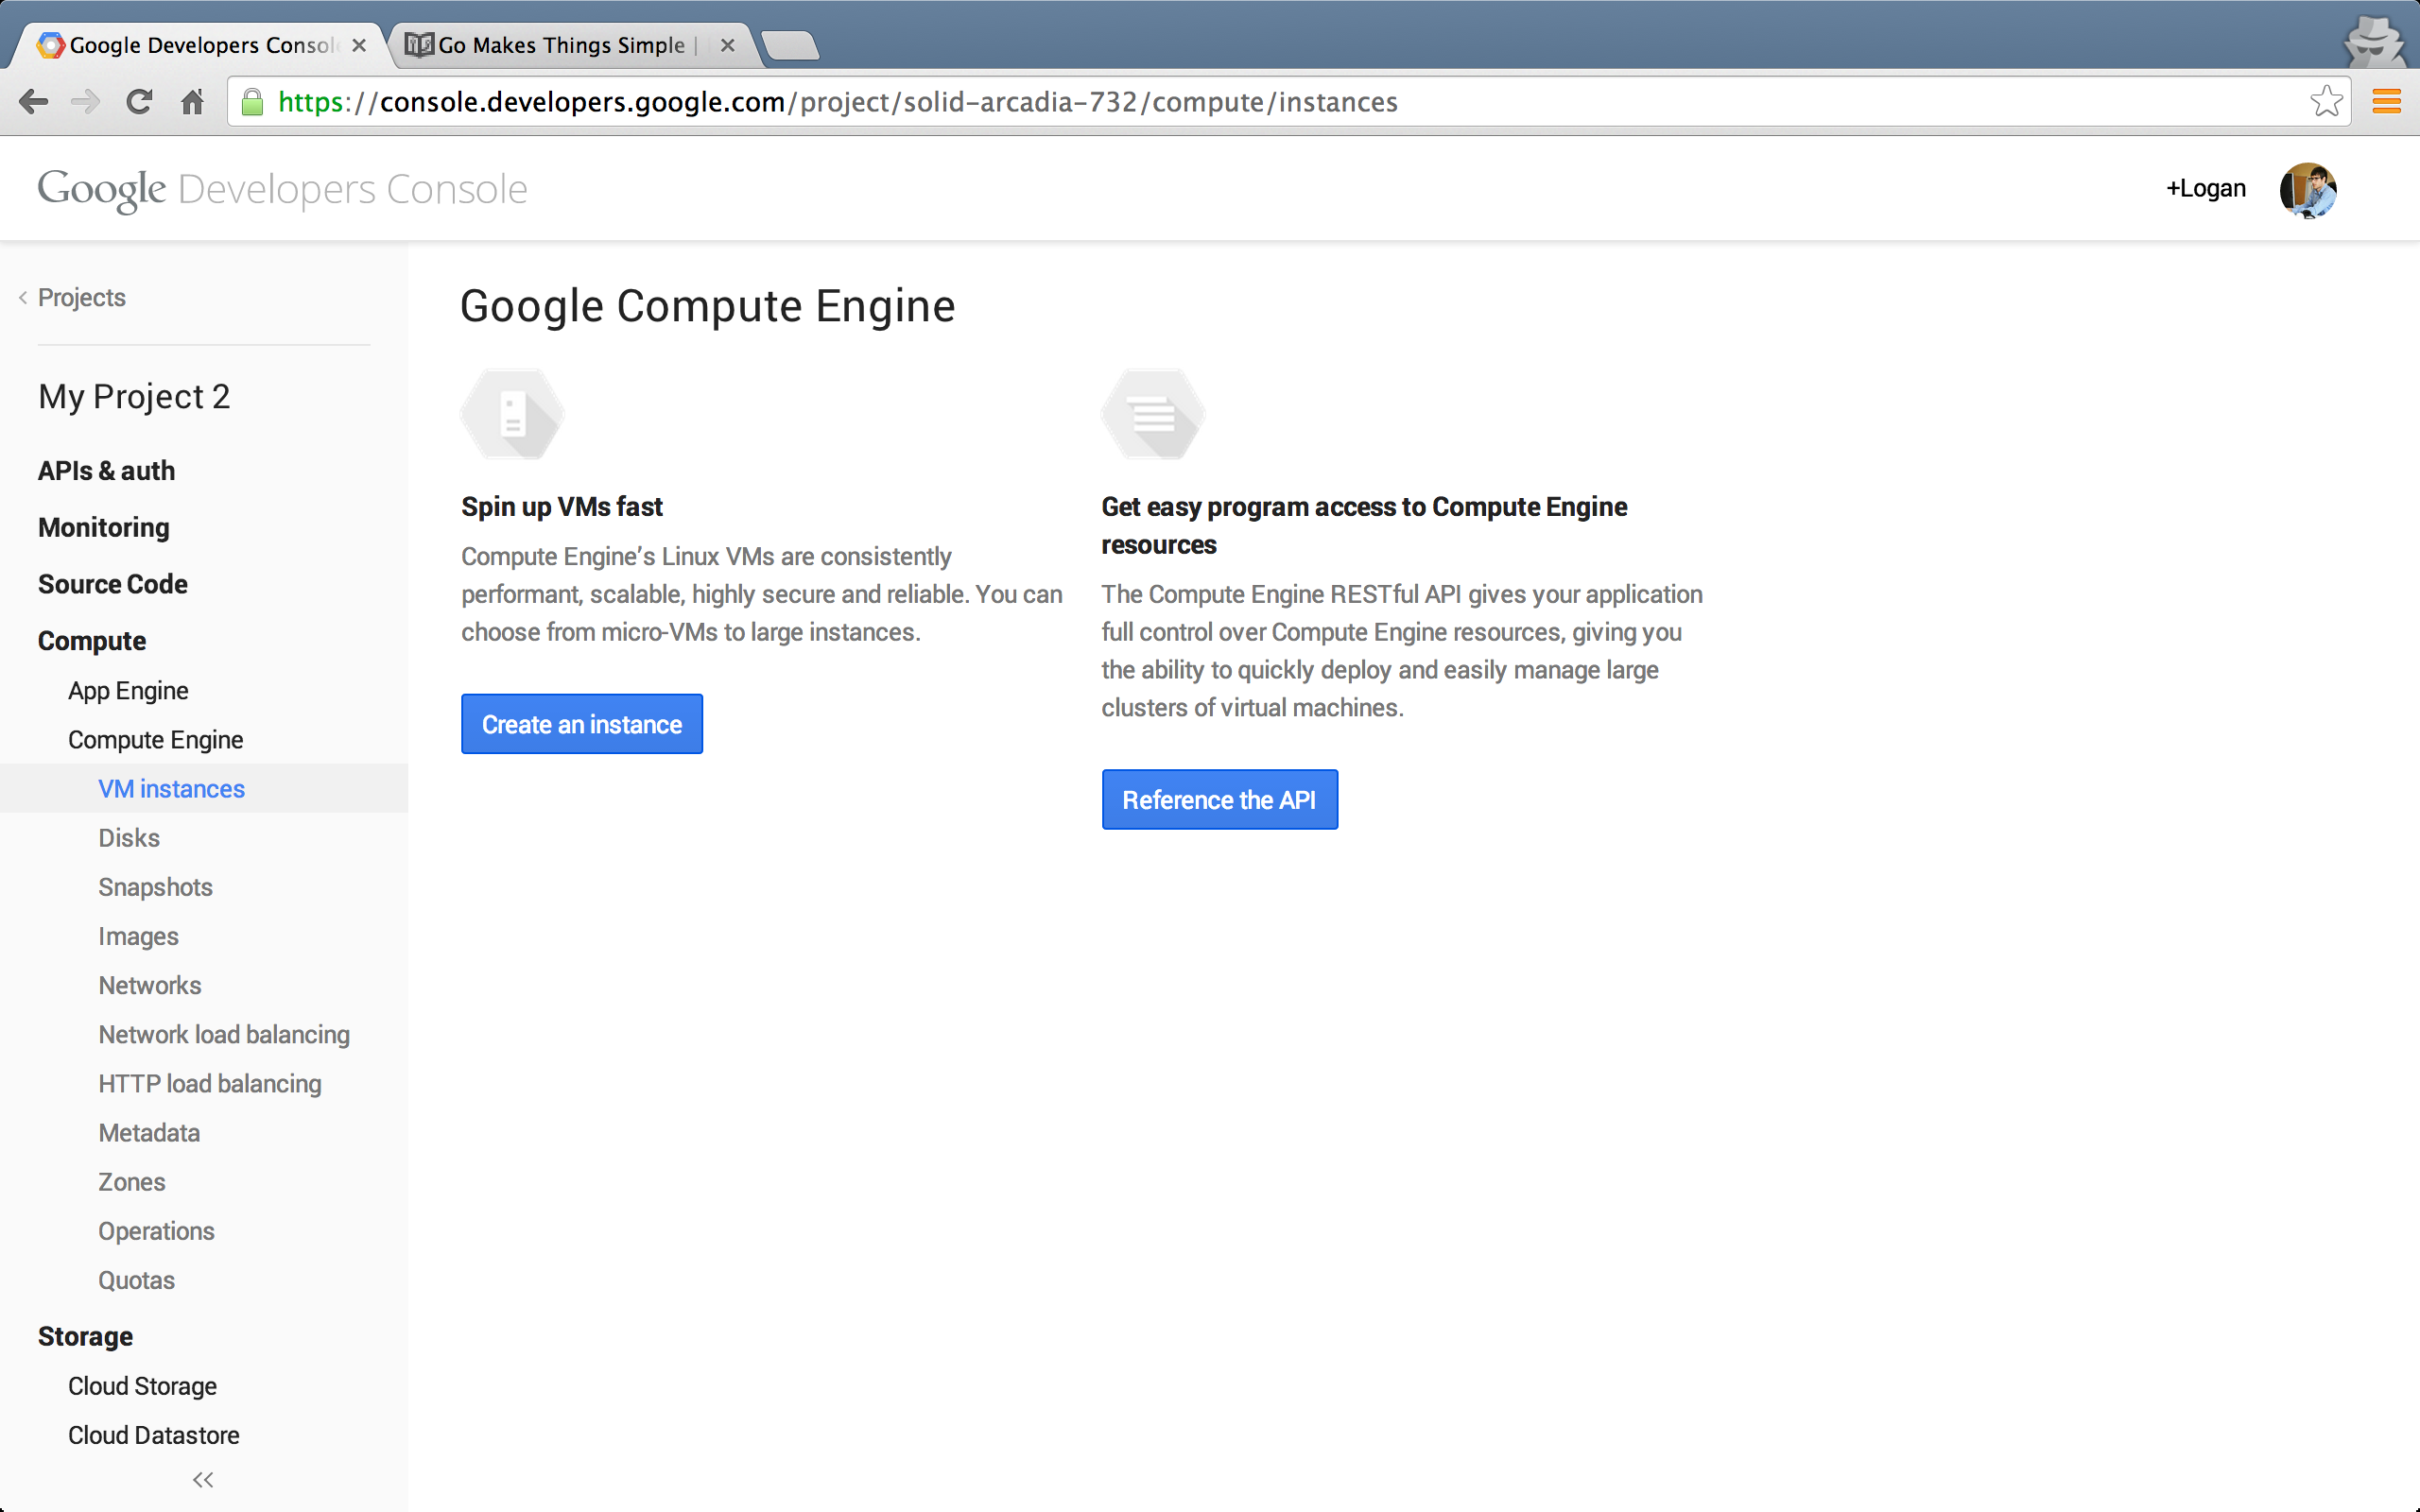 Google Developers Consol
Go Makes Things Simple |
https://console.developers.google.com/project/solid-arcadia-732/compute/instances
Google Developers Console
+Logan
Projects
My Project 2
APIs & auth
Monitoring
Source Code
Compute
App Engine
Compute Engine
VM instances
Disks
Snapshots
Images
Networks
Network load balancing
HTTP load balancing
Metadata
Zones
Operations
Quotas
Storage
Cloud Storage
Cloud Datastore
Google Compute Engine
Spin up VMs fast
Compute Engine’s Linux VMs are consistently
performant, scalable, highly secure and reliable. You can
choose from micro-VMs to large instances.
Create an instance
Get easy program access to Compute Engine
resources
The Compute Engine RESTful API gives your application
full control over Compute Engine resources, giving you
the ability to quickly deploy and easily manage large
clusters of virtual machines.
Reference the API